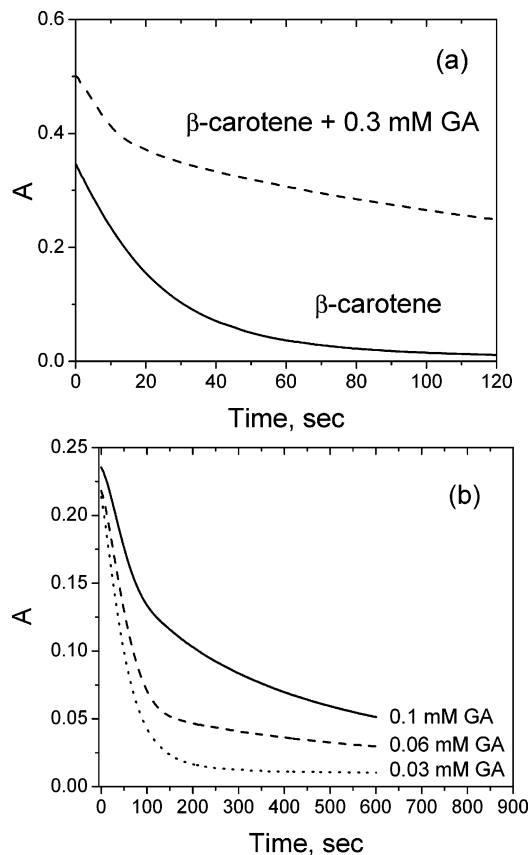 (a)
0.6
β-carotene + 0.3 mM GA
0.4
A
0.2
β-carotene
0.0
0 20 40 60 80 100 120
Time, sec
0.25
(b)
0.20
0.15
A
0.10
0.1 mM GA
0.05
0.06 mM GA
0.03 mM GA
0.00
0 100 200 300 400 500 600 700 800 900
Time, sec